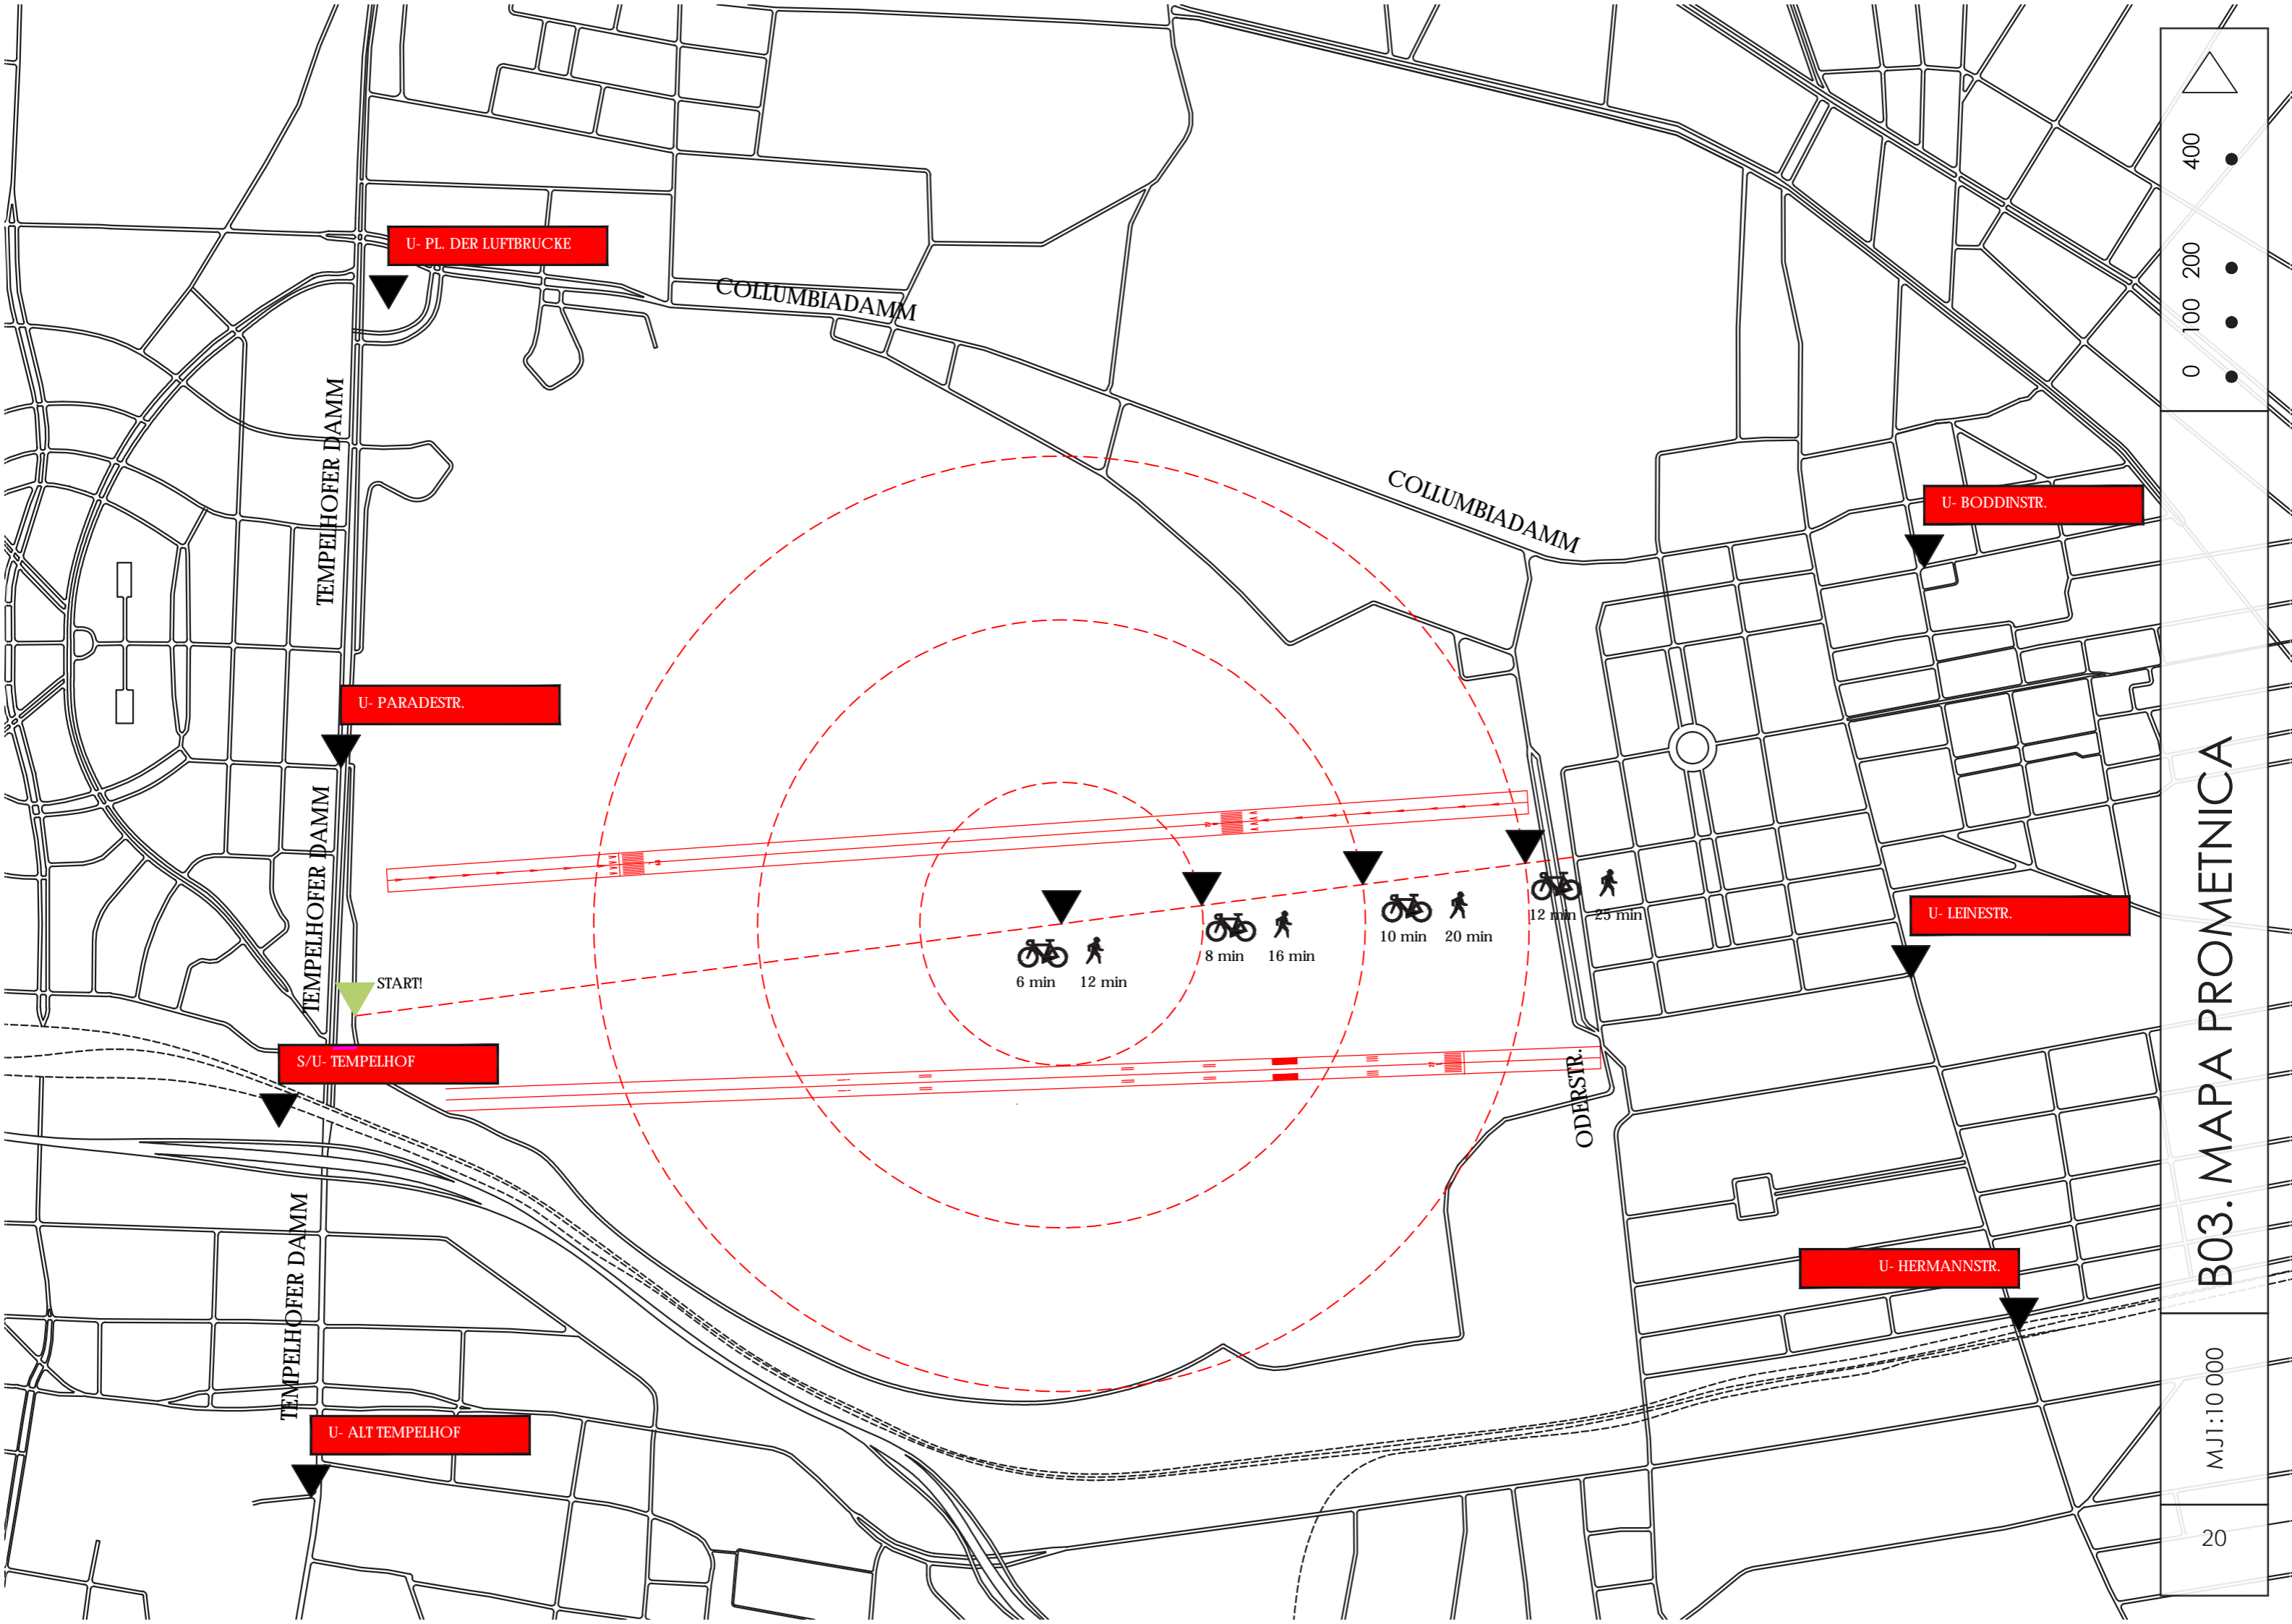 U- PL. DER LUFTBRUCKE
COLLUMBIADAMM
TEMPELHOFER DAMM
COLLUMBIADAMM
U- BODDINSTR.
U- PARADESTR.
TEMPELHOFER DAMM
START!
6 min 12 min
8 min 16 min
10 min 20 min
12 min 25 min
U- LEINESTR.
S/U- TEMPELHOF
ODERSTR.
TEMPELHOFER DAMM
U- HERMANNSTR.
U- ALT TEMPELHOF
0 100 200 400
B03. MAPA PROMETNICA
MJ1:10 000
20